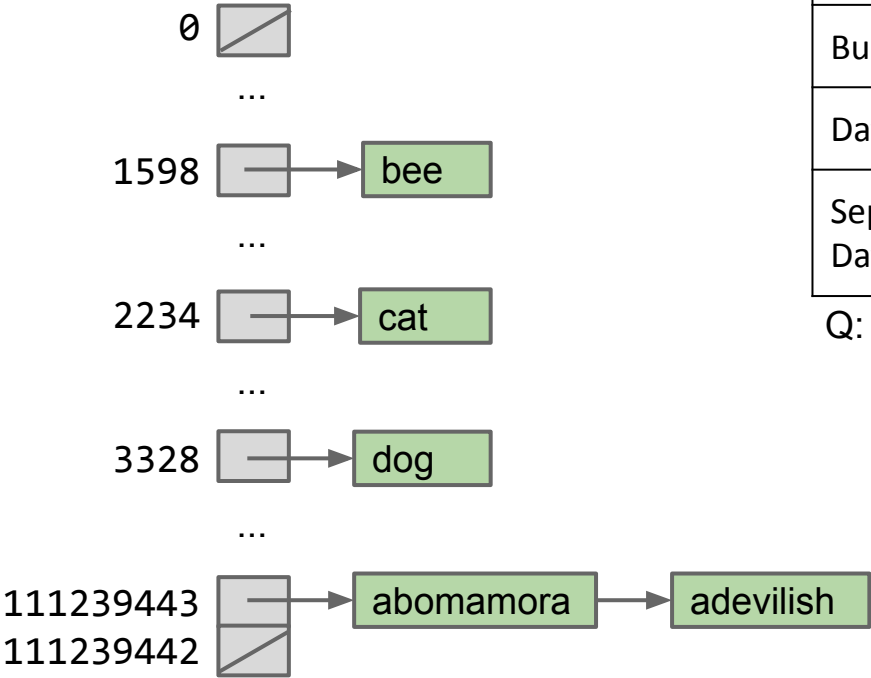 0
...
1598 bee
...
2234 cat
...
3328 dog
...
111239443 abomamora adevilish
111239442
Bu
Da
Sep
Da
Q: